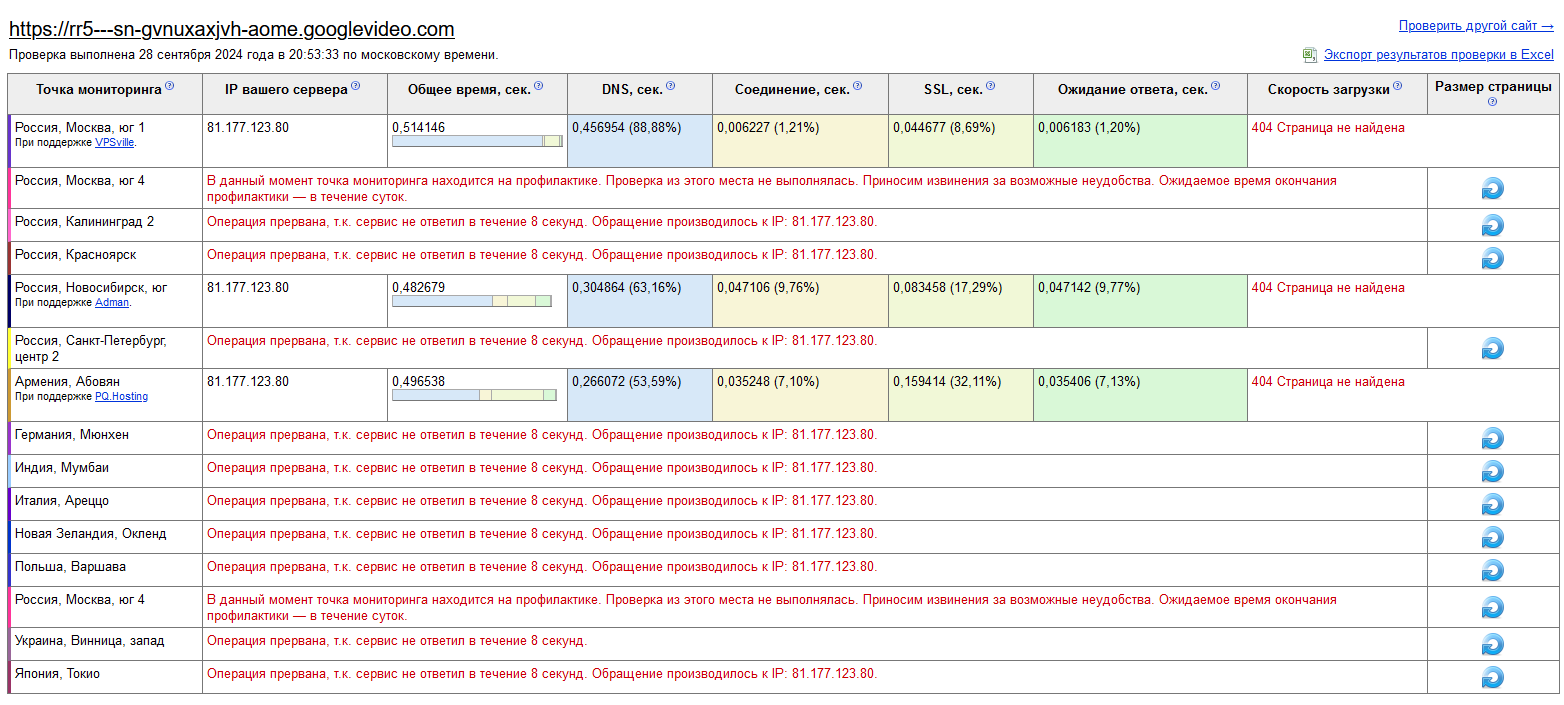 https://rr5---sn-gvnuxaxjvh-aome.googlevideo.com
Проверить другой сайт →
Проверка выполнена 28 сентября 2024 года в 20:53:33 по московскому времени.
Экспорт результатов проверки в Excel
Точка мониторинга ? IP вашего сервера ? Общее время, сек. ? DNS, сек. ? Соединение, сек. ? SSL, сек. ? Ожидание ответа, сек. ? Скорость загрузки ? Размер страницы ?
Россия, Москва, юг 1 81.177.123.80 0,514146 0,456954 (88,88%) 0,006227 (1,21%) 0,044677 (8,69%) 0,006183 (1,20%) 404 Страница не найдена
При поддержке VPSville.
Россия, Москва, юг 4 В данный момент точка мониторинга находится на профилактике. Проверка из этого места не выполнялась. Приносим извинения за возможные неудобства. Ожидаемое время окончания
профилактики — в течение суток.
Россия, Калининград 2 Операция прервана, т.к. сервис не ответил в течение 8 секунд. Обращение производилось к IP: 81.177.123.80.
Россия, Красноярск Операция прервана, т.к. сервис не ответил в течение 8 секунд. Обращение производилось к IP: 81.177.123.80.
Россия, Новосибирск, юг 81.177.123.80 0,482679 0,304864 (63,16%) 0,047106 (9,76%) 0,083458 (17,29%) 0,047142 (9,77%) 404 Страница не найдена
При поддержке Adman.
Россия, Санкт-Петербург, Операция прервана, т.к. сервис не ответил в течение 8 секунд. Обращение производилось к IP: 81.177.123.80.
центр 2
Армения, Абовян 81.177.123.80 0,496538 0,266072 (53,59%) 0,035248 (7,10%) 0,159414 (32,11%) 0,035406 (7,13%) 404 Страница не найдена
При поддержке PQ.Hosting
Германия, Мюнхен Операция прервана, т.к. сервис не ответил в течение 8 секунд. Обращение производилось к IP: 81.177.123.80.
Индия, Мумбаи Операция прервана, т.к. сервис не ответил в течение 8 секунд. Обращение производилось к IP: 81.177.123.80.
Италия, Ареццо Операция прервана, т.к. сервис не ответил в течение 8 секунд. Обращение производилось к IP: 81.177.123.80.
Новая Зеландия, Окленд Операция прервана, т.к. сервис не ответил в течение 8 секунд. Обращение производилось к IP: 81.177.123.80.
Польша, Варшава Операция прервана, т.к. сервис не ответил в течение 8 секунд. Обращение производилось к IP: 81.177.123.80.
Россия, Москва, юг 4 В данный момент точка мониторинга находится на профилактике. Проверка из этого места не выполнялась. Приносим извинения за возможные неудобства. Ожидаемое время окончания
профилактики — в течение суток.
Украина, Винница, запад Операция прервана, т.к. сервис не ответил в течение 8 секунд.
Япония, Токио Операция прервана, т.к. сервис не ответил в течение 8 секунд. Обращение производилось к IP: 81.177.123.80.